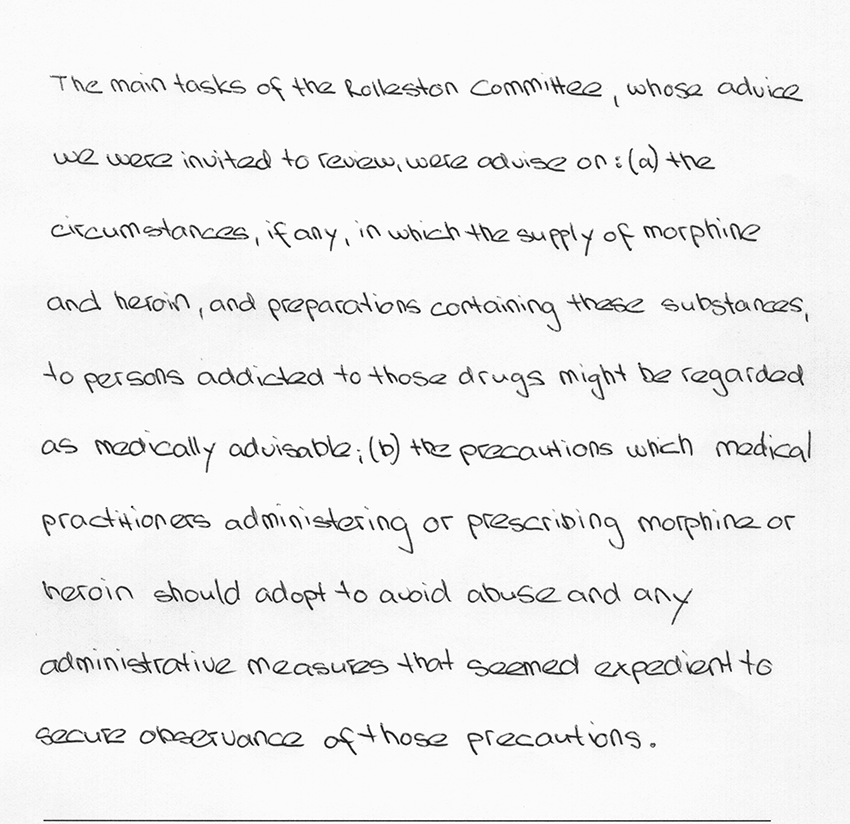 The main tasks of the Rolleston Committee, whose advice
we were invited to review, were advise on: (a) the
circumstances, if any, in which the supply of morphine
and heroin, and preparations containing these substances,
to persons addicted to those drugs might be regarded
as medically advisable; (b) the precautions which medical
practitioners administering or prescribing morphine or
heroin should adopt to avoid abuse and any
administrative measures that seemed expedient to
secure observance of those precautions.